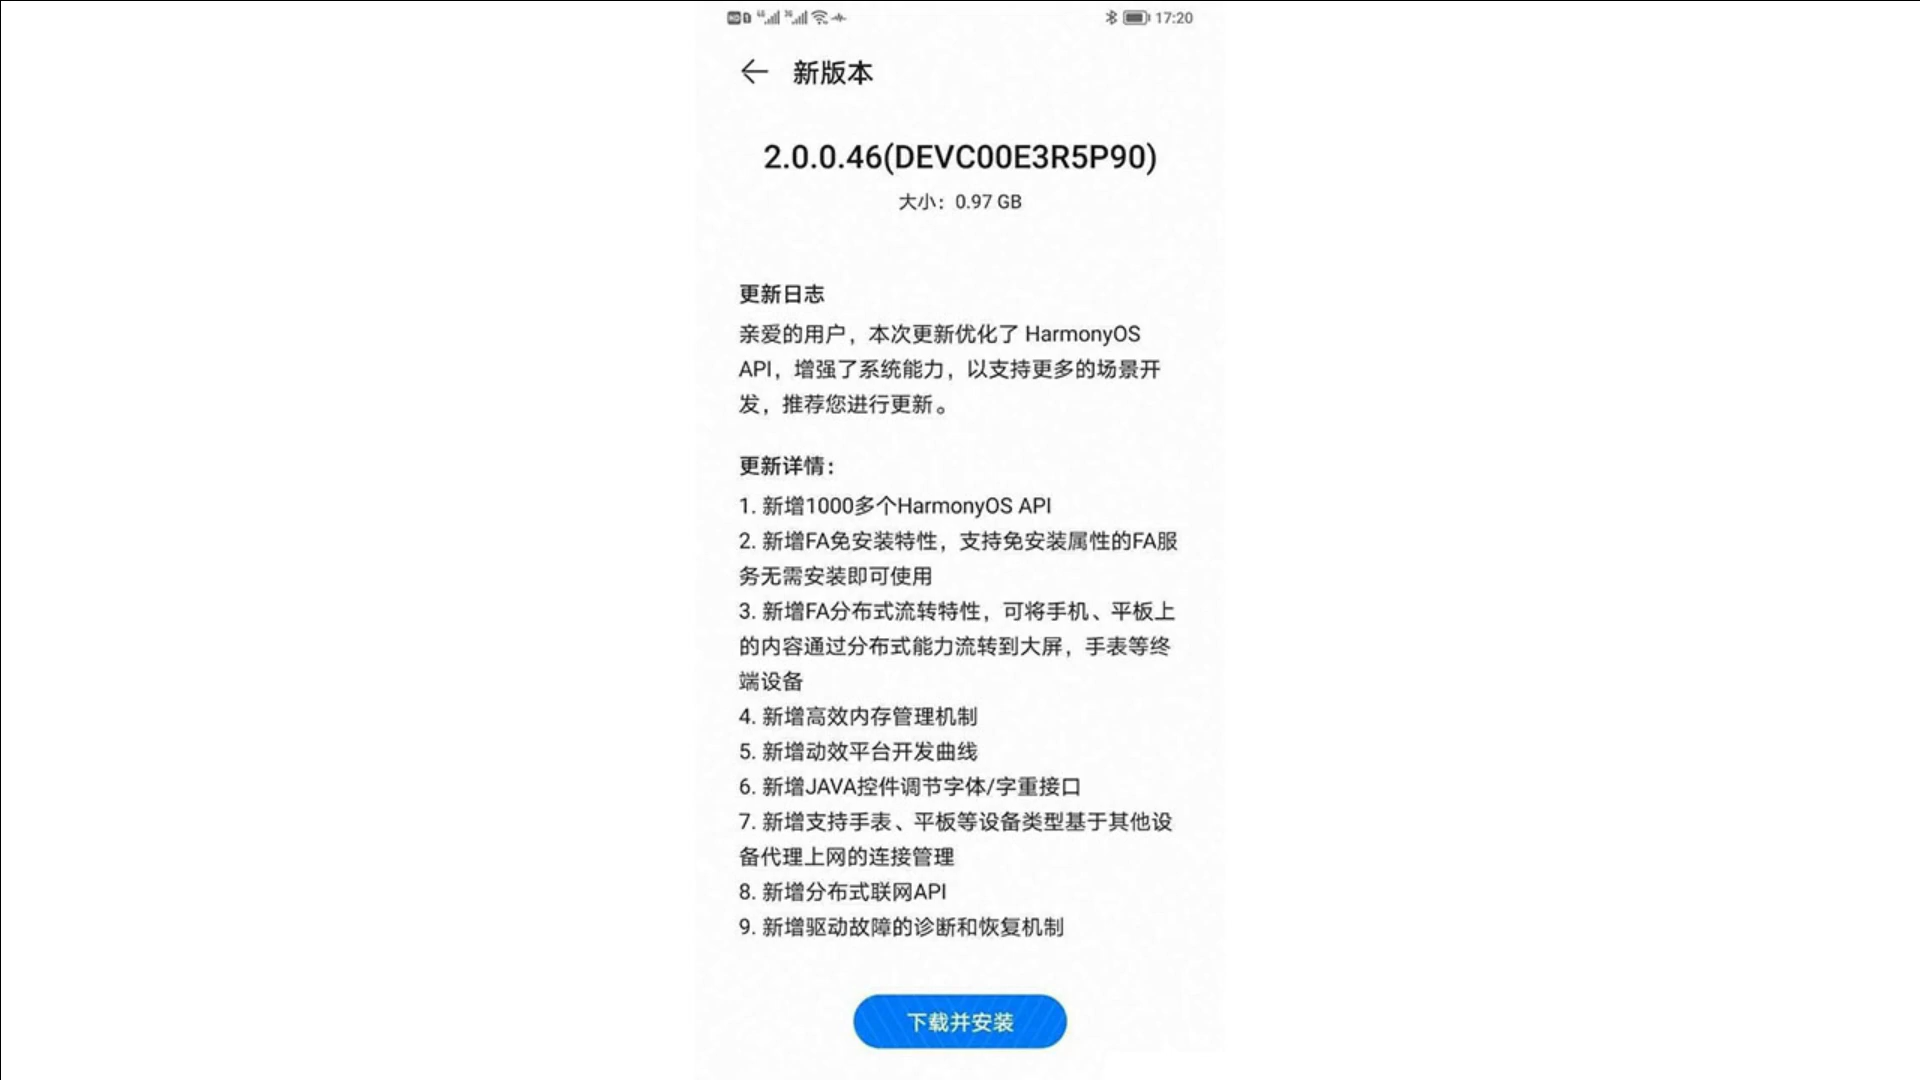 17:20
新版本
2.0.0.46(DEVC00E3R5P90)
大小：0.97 GB
更新日志
亲爱的用户，本次更新优化了 HarmonyOS
API，增强了系统能力，以支持更多的场景开
发，推荐您进行更新。
更新详情：
1. 新增1000多个HarmonyOS API
2. 新增FA免安装特性，支持免安装属性的FA服
务无需安装即可使用
3. 新增FA分布式流转特性，可将手机、平板上
的内容通过分布式能力流转到大屏，手表等终
端设备
4. 新增高效内存管理机制
5. 新增动效平台开发曲线
6. 新增JAVA控件调节字体/字重接口
7. 新增支持手表、平板等设备类型基于其他设
备代理上网的连接管理
8. 新增分布式联网API
9. 新增驱动故障的诊断和恢复机制
下载并安装